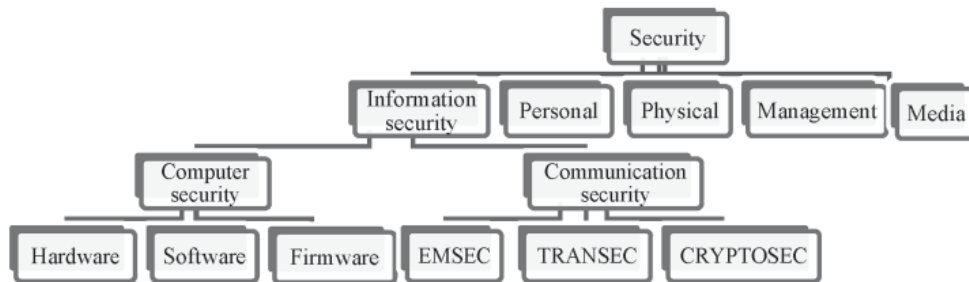 Security
Information
security
Personal
Physical
Management
Media
Computer
security
Communication
security
Hardware
Software
Firmware
EMSEC
TRANSEC
CRYPTOSEC